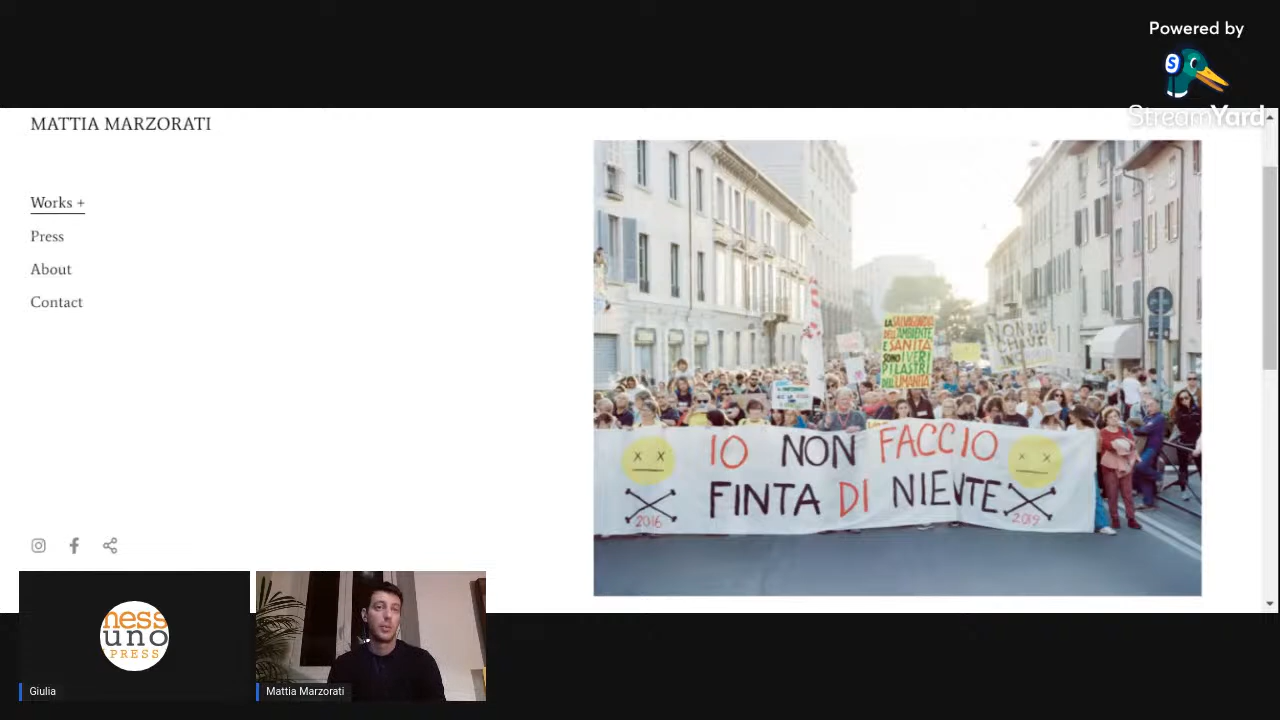 Powered by
S
StreamYard
MATTIA MARZORATI
Works +
Press
About
Contact
LA SALVAGUARDIA
DELL'AMBIENTE
E SANITÀ
SONO I VERI
PILASTRI
DELL'UMANITÀ
IO NON FACCIO
FINTA DI NIENTE
2016
2019
ness
uno
PRESS
Giulia
Mattia Marzorati